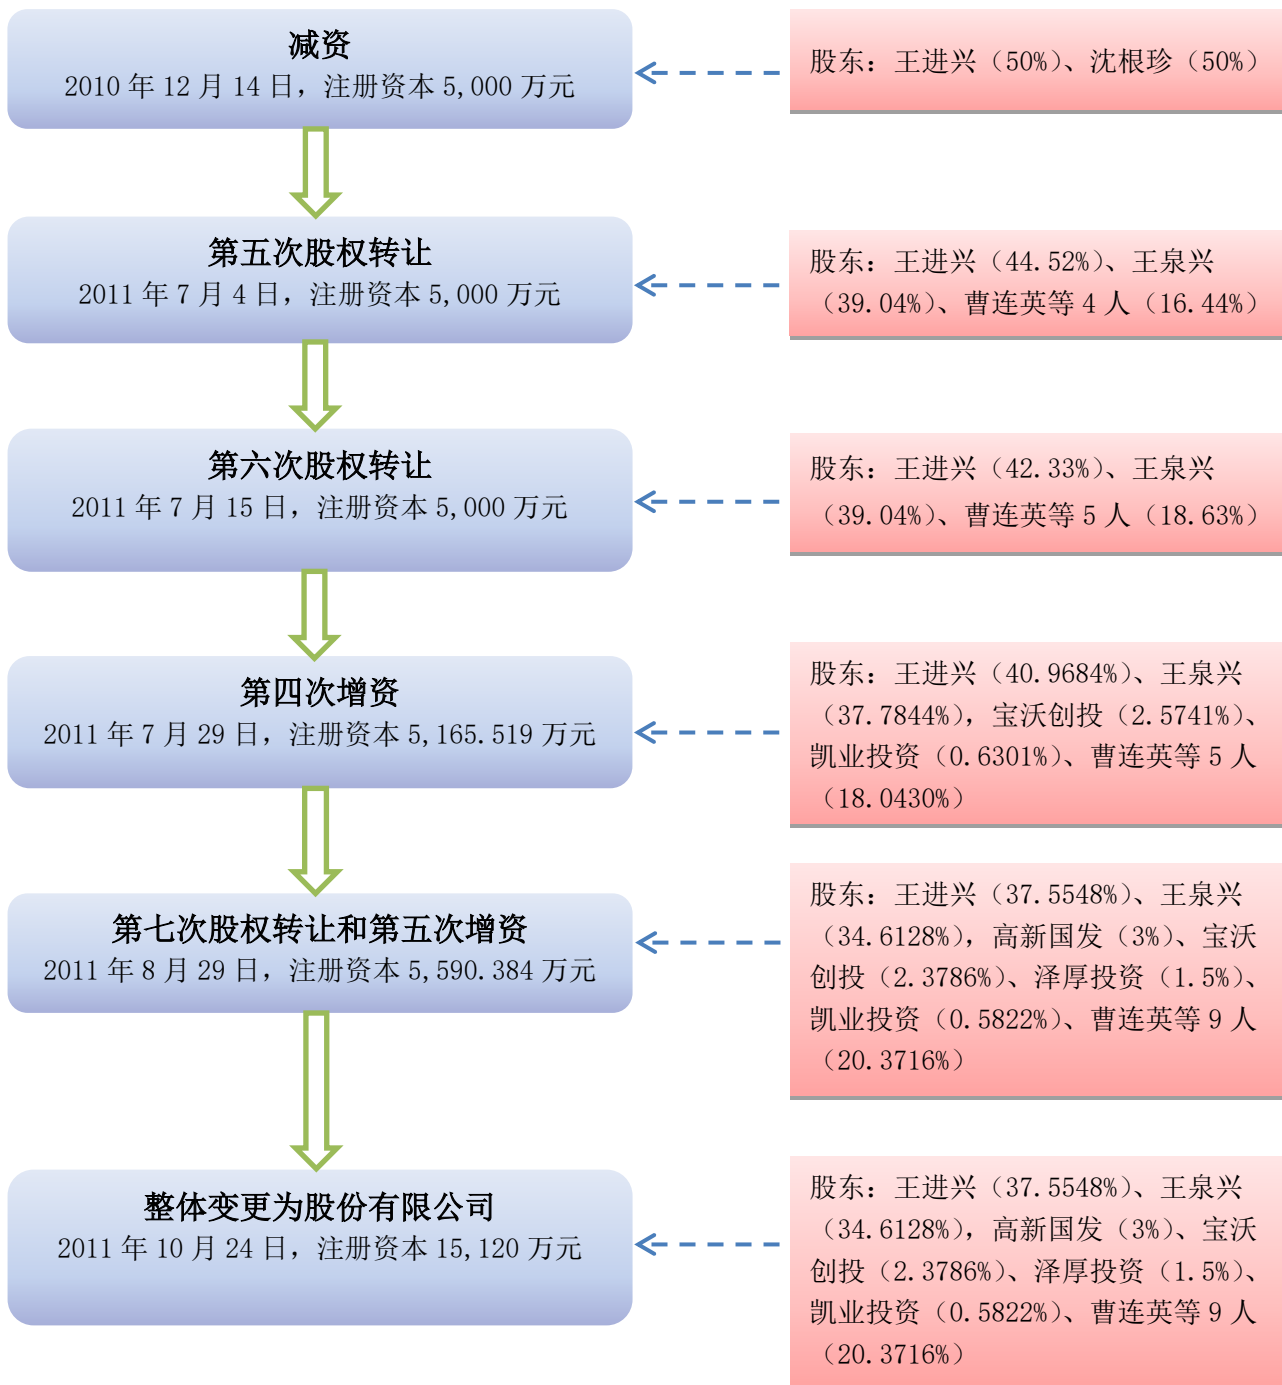 减资
2010 年 12 月 14 日，注册资本 5,000 万元
股东：王进兴（50%）、沈根珍（50%）
第五次股权转让
2011 年 7 月 4 日，注册资本 5,000 万元
股东：王进兴（44.52%）、王泉兴
（39.04%）、曹连英等 4 人（16.44%）
第六次股权转让
2011 年 7 月 15 日，注册资本 5,000 万元
股东：王进兴（42.33%）、王泉兴
（39.04%）、曹连英等 5 人（18.63%）
第四次增资
2011 年 7 月 29 日，注册资本 5,165.519 万元
股东：王进兴（40.9684%）、王泉兴
（37.7844%），宝沃创投（2.5741%）、
凯业投资（0.6301%）、曹连英等 5 人
（18.0430%）
第七次股权转让和第五次增资
2011 年 8 月 29 日，注册资本 5,590.384 万元
股东：王进兴（37.5548%）、王泉兴
（34.6128%），高新国发（3%）、宝沃
创投（2.3786%）、泽厚投资（1.5%）、
凯业投资（0.5822%）、曹连英等 9 人
（20.3716%）
整体变更为股份有限公司
2011 年 10 月 24 日，注册资本 15,120 万元
股东：王进兴（37.5548%）、王泉兴
（34.6128%），高新国发（3%）、宝沃
创投（2.3786%）、泽厚投资（1.5%）、
凯业投资（0.5822%）、曹连英等 9 人
（20.3716%）